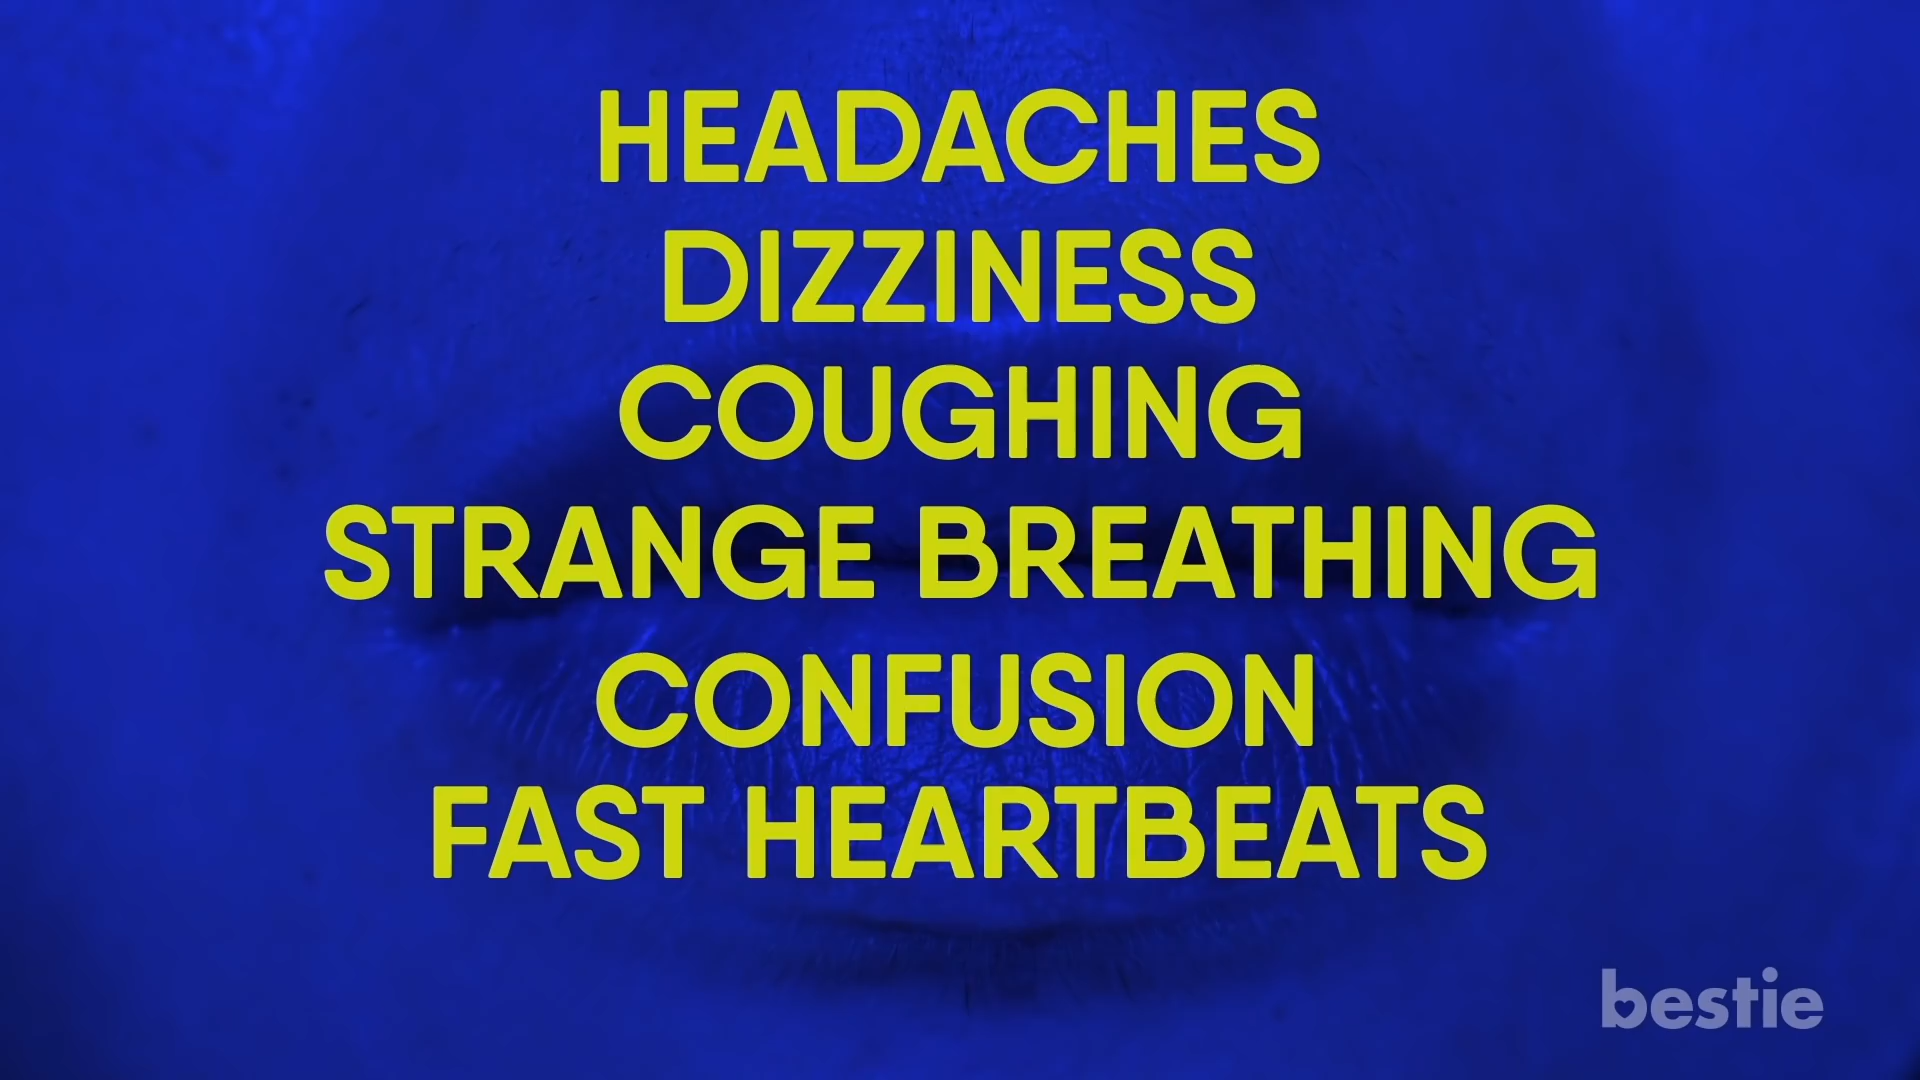 HEADACHES
DIZZINESS
COUGHING
STRANGE BREATHING
CONFUSION
FAST HEARTBEATS
bestie